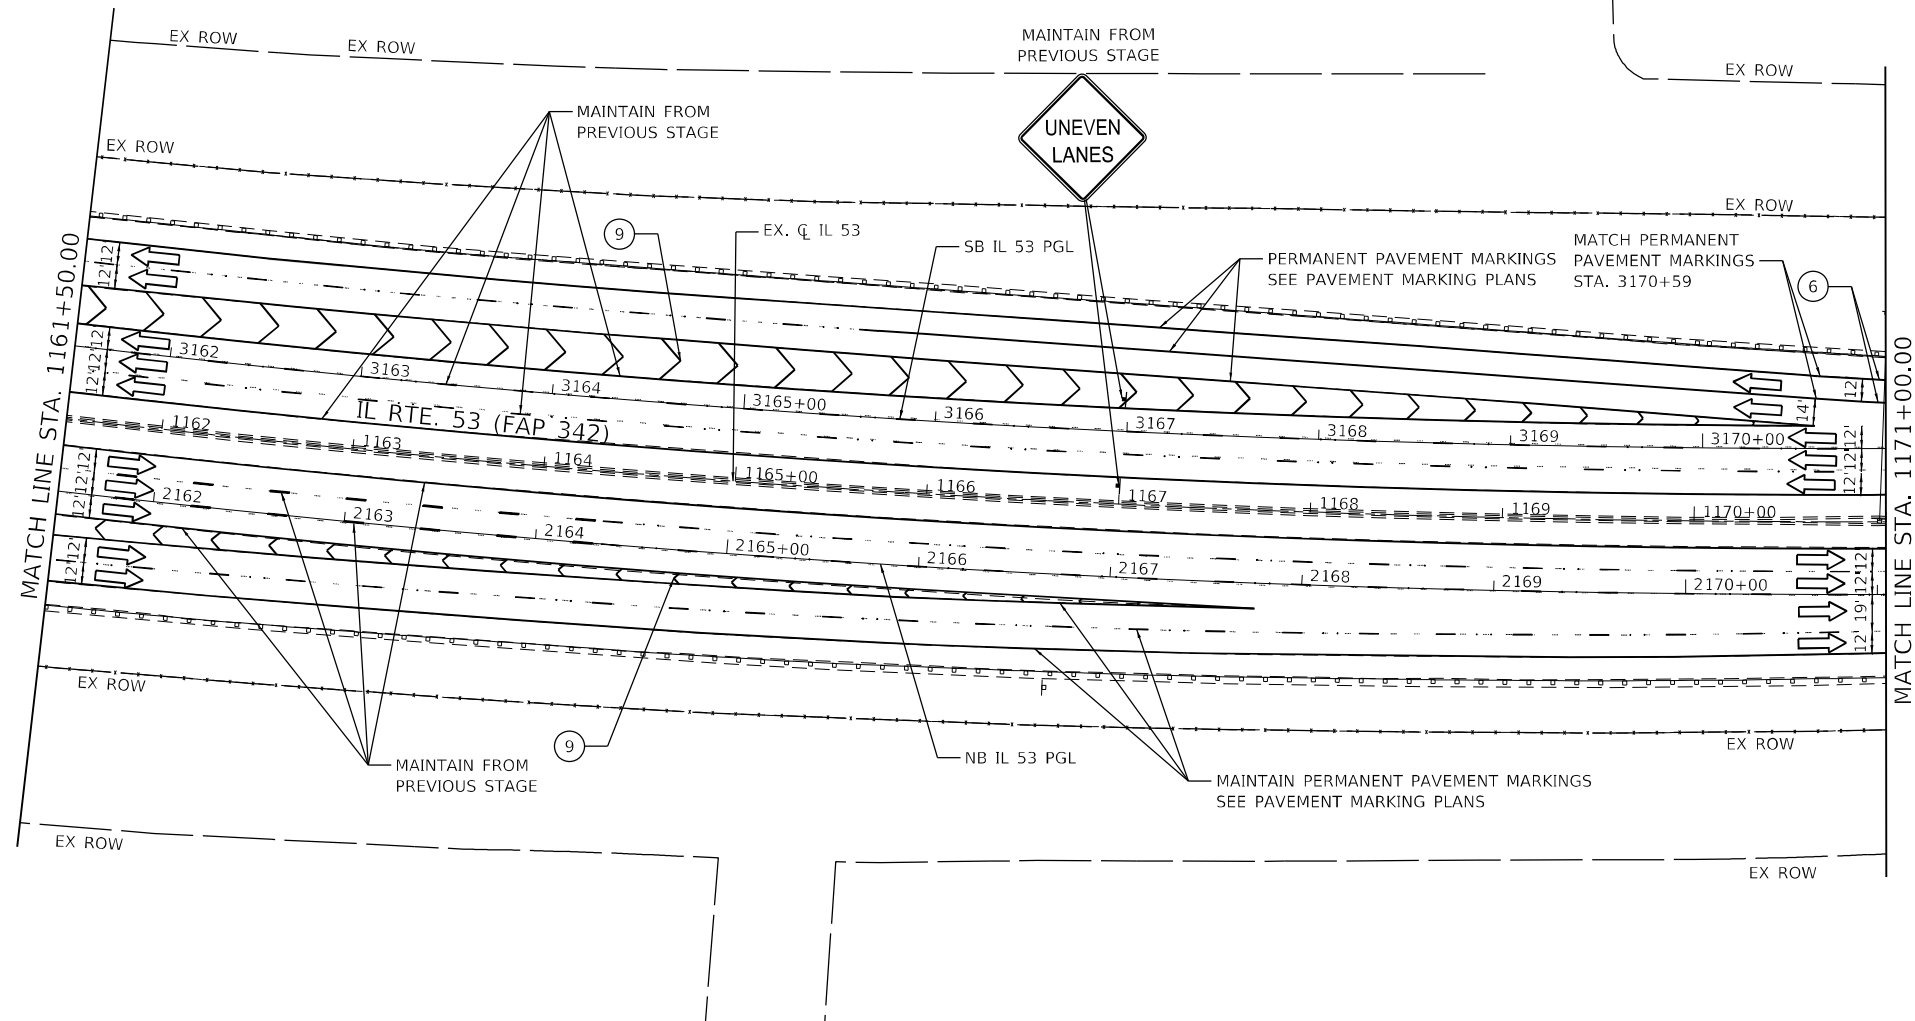 EX ROW
EX ROW
MAINTAIN FROM
PREVIOUS STAGE
EX ROW
MAINTAIN FROM
PREVIOUS STAGE
UNEVEN
LANES
EX ROW
EX ROW
9
EX. ℄ IL 53
SB IL 53 PGL
PERMANENT PAVEMENT MARKINGS
SEE PAVEMENT MARKING PLANS
MATCH PERMANENT
PAVEMENT MARKINGS
STA. 3170+59
6
MATCH LINE STA. 1161+50.00
12' 12'
12' 12' 12'
3162
3163
3164
3165+00
3166
3167
3168
3169
3170+00
12'
14'
12' 12' 12'
IL RTE. 53 (FAP 342)
1162
1163
1164
1165+00
1166
1167
1168
1169
1170+00
12' 12' 12'
2162
2163
2164
2165+00
2166
2167
2168
2169
2170+00
12' 12'
12' 19' 12' 12'
MATCH LINE STA. 1171+00.00
P
EX ROW
9
MAINTAIN FROM
PREVIOUS STAGE
NB IL 53 PGL
MAINTAIN PERMANENT PAVEMENT MARKINGS
SEE PAVEMENT MARKING PLANS
EX ROW
EX ROW
EX ROW